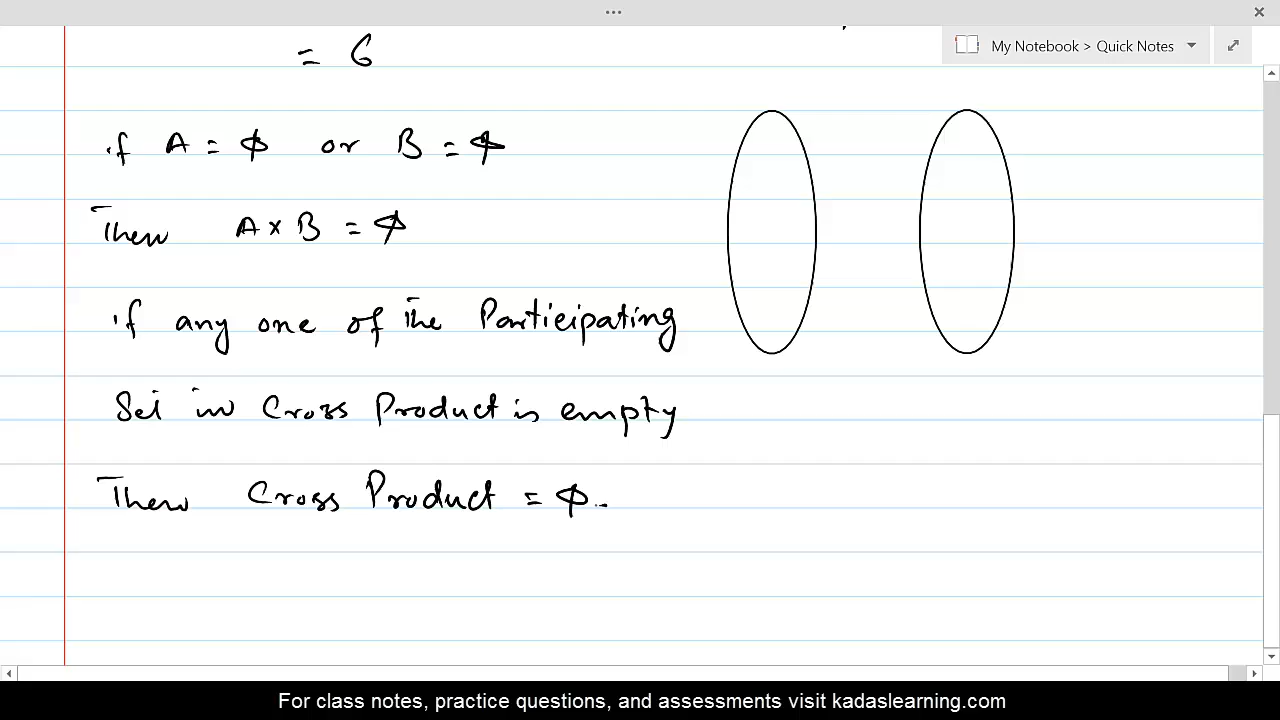 My Notebook > Quick Notes
= 6
if A = ϕ or B = ϕ
Then A × B = ϕ
if any one of the Participating
Set in Cross Product is empty
Then Cross Product = ϕ.
For class notes, practice questions, and assessments visit kadaslearning.com